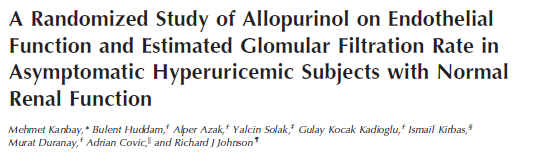 A Randomized Study of Allopurinol on Endothelial
Function and Estimated Glomular Filtration Rate in
Asymptomatic Hyperuricemic Subjects with Normal
Renal Function
Mehmet Kanbay,* Bulent Huddam,† Alper Azak,† Yalcin Solak,‡ Gulay Kocak Kadioglu,† Ismail Kirbas,§
Murat Duranay,† Adrian Covic,‖ and Richard J Johnson¶